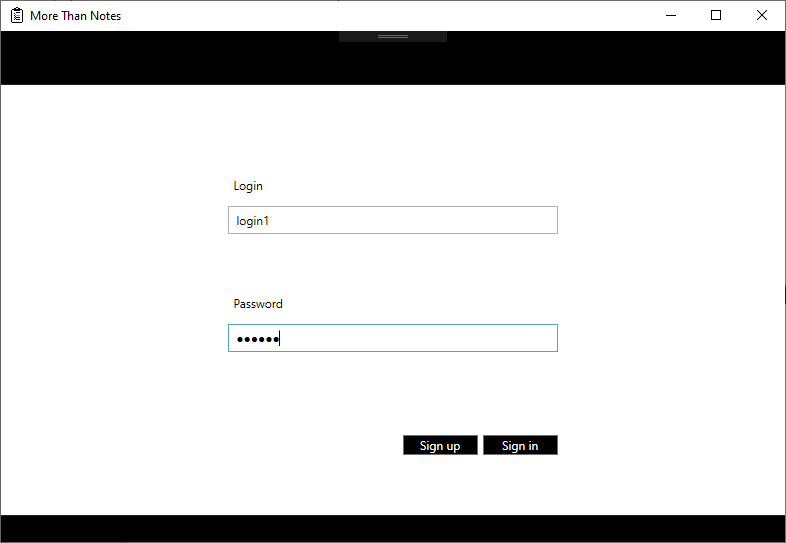 More Than Notes
Login
login1
Password
••••••
Sign up Sign in